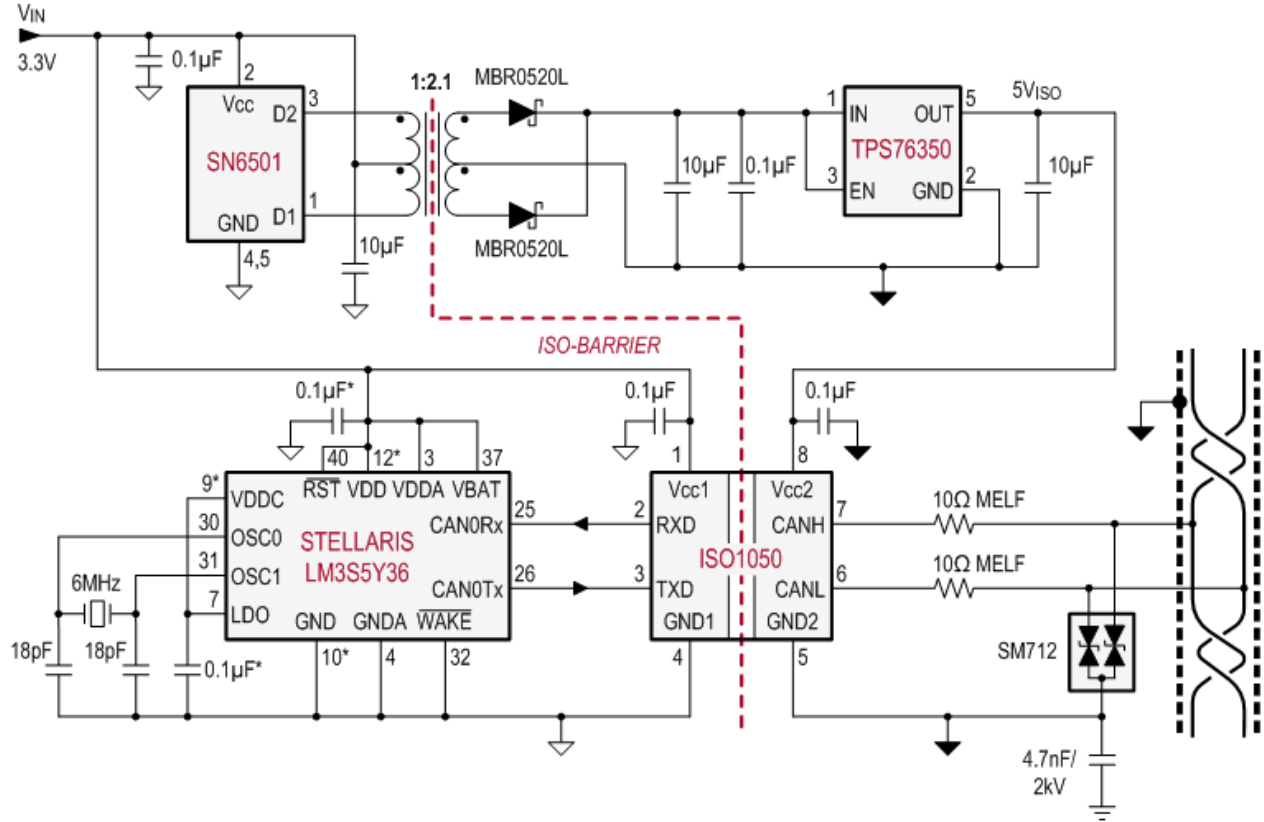 VIN
3.3V
0.1µF
2
Vcc
D2
3
SN6501
D1
1
GND
4,5
10µF
1:2.1
MBR0520L
MBR0520L
10µF
0.1µF
1
IN
OUT
5
TPS76350
3
EN
GND
2
5VISO
10µF
ISO-BARRIER
0.1µF*
0.1µF
0.1µF
40
12*
3
37
RST
VDD
VDDA
VBAT
9*
VDDC
30
OSC0
31
OSC1
7
LDO
STELLARIS
LM3S5Y36
CAN0Rx
25
CAN0Tx
26
GND
GNDA
WAKE
10*
4
32
6MHz
18pF
18pF
0.1µF*
1
8
Vcc1
Vcc2
2
RXD
CANH
7
ISO1050
3
TXD
CANL
6
GND1
GND2
4
5
10Ω MELF
10Ω MELF
SM712
4.7nF/
2kV